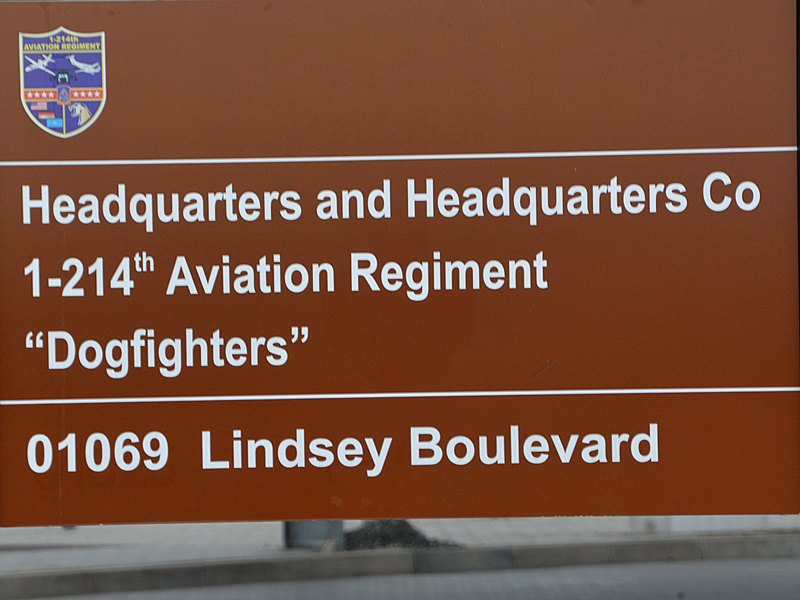 1-214th
AVIATION REGIMENT
Headquarters and Headquarters Co
1-214th Aviation Regiment
“Dogfighters”
01069 Lindsey Boulevard